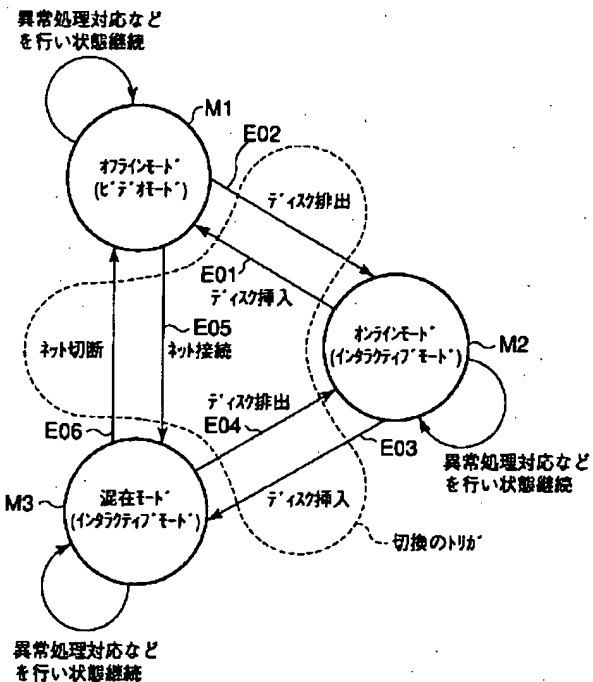 異常処理対応など
を行い状態継続
M1
E02
オフラインモード
(ビデオモード)
ディスク排出
E01
ディスク挿入
オンラインモード
(インタラクティブモード)
M2
E05
ネット接続
ネット切断
ディスク排出
E04
E03
E06
異常処理対応など
を行い状態継続
M3
混在モード
(インタラクティブモード)
ディスク挿入
切換のトリガ
異常処理対応など
を行い状態継続